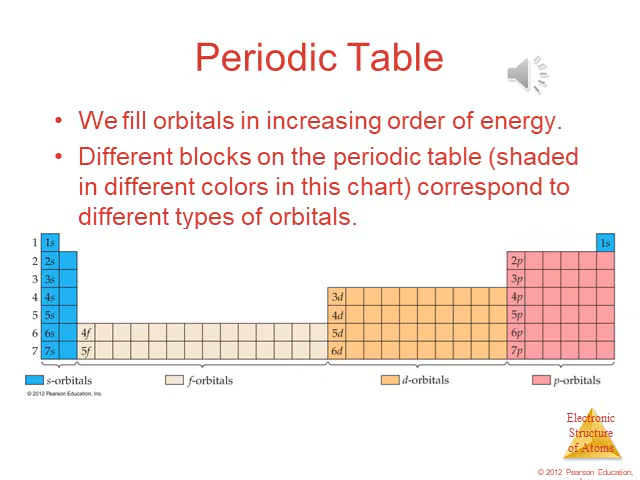 Periodic Table
• We fill orbitals in increasing order of energy.
• Different blocks on the periodic table (shaded
in different colors in this chart) correspond to
different types of orbitals.
1 1s 1s
2 2s 2p
3 3s 3p
4 4s 3d 4p
5 5s 4d 5p
6 6s 4f 5d 6p
7 7s 5f 6d 7p
s-orbitals f-orbitals d-orbitals p-orbitals
© 2012 Pearson Education, Inc.
Electronic
Structure
of Atoms
© 2012 Pearson Education,